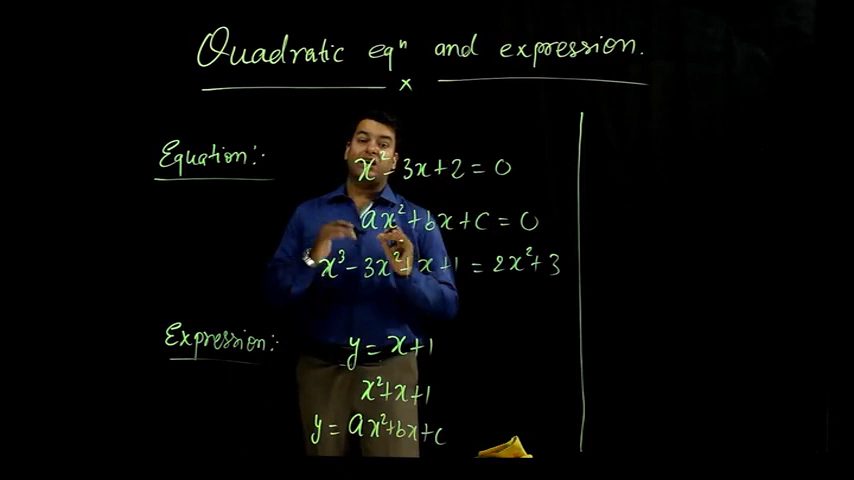 Quadratic eqⁿ and expression.
x
Equation:-
x² - 3x + 2 = 0
ax² + bx + c = 0
x³ - 3x² + x + 1 = 2x² + 3
Expression:-
y = x + 1
x² + x + 1
y = ax² + bx + c